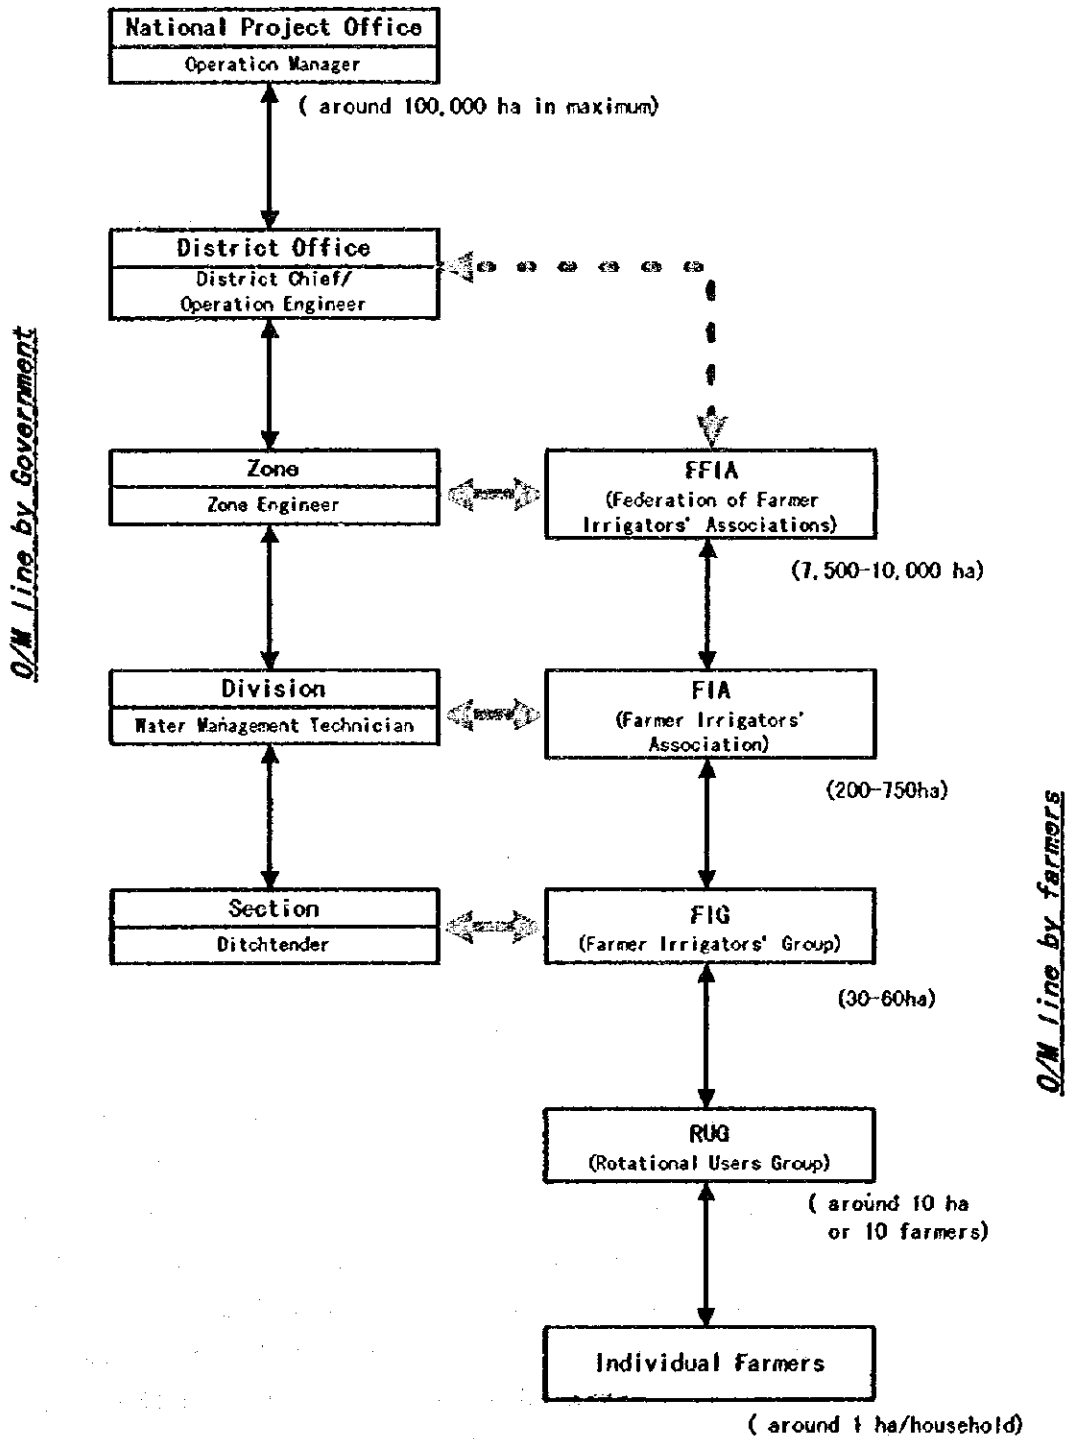 National Project Office
Operation Manager
( around 100,000 ha in maximum)
District Office
District Chief/
Operation Engineer
O/M line by Government
Zone
Zone Engineer
FFIA
(Federation of Farmer
Irrigators' Associations)
(7,500-10,000 ha)
Division
Water Management Technician
FIA
(Farmer Irrigators'
Association)
(200-750ha)
O/M line by farmers
Section
Ditchtender
FIG
(Farmer Irrigators' Group)
(30-60ha)
RUG
(Rotational Users Group)
( around 10 ha
or 10 farmers)
Individual Farmers
( around 1 ha/household)